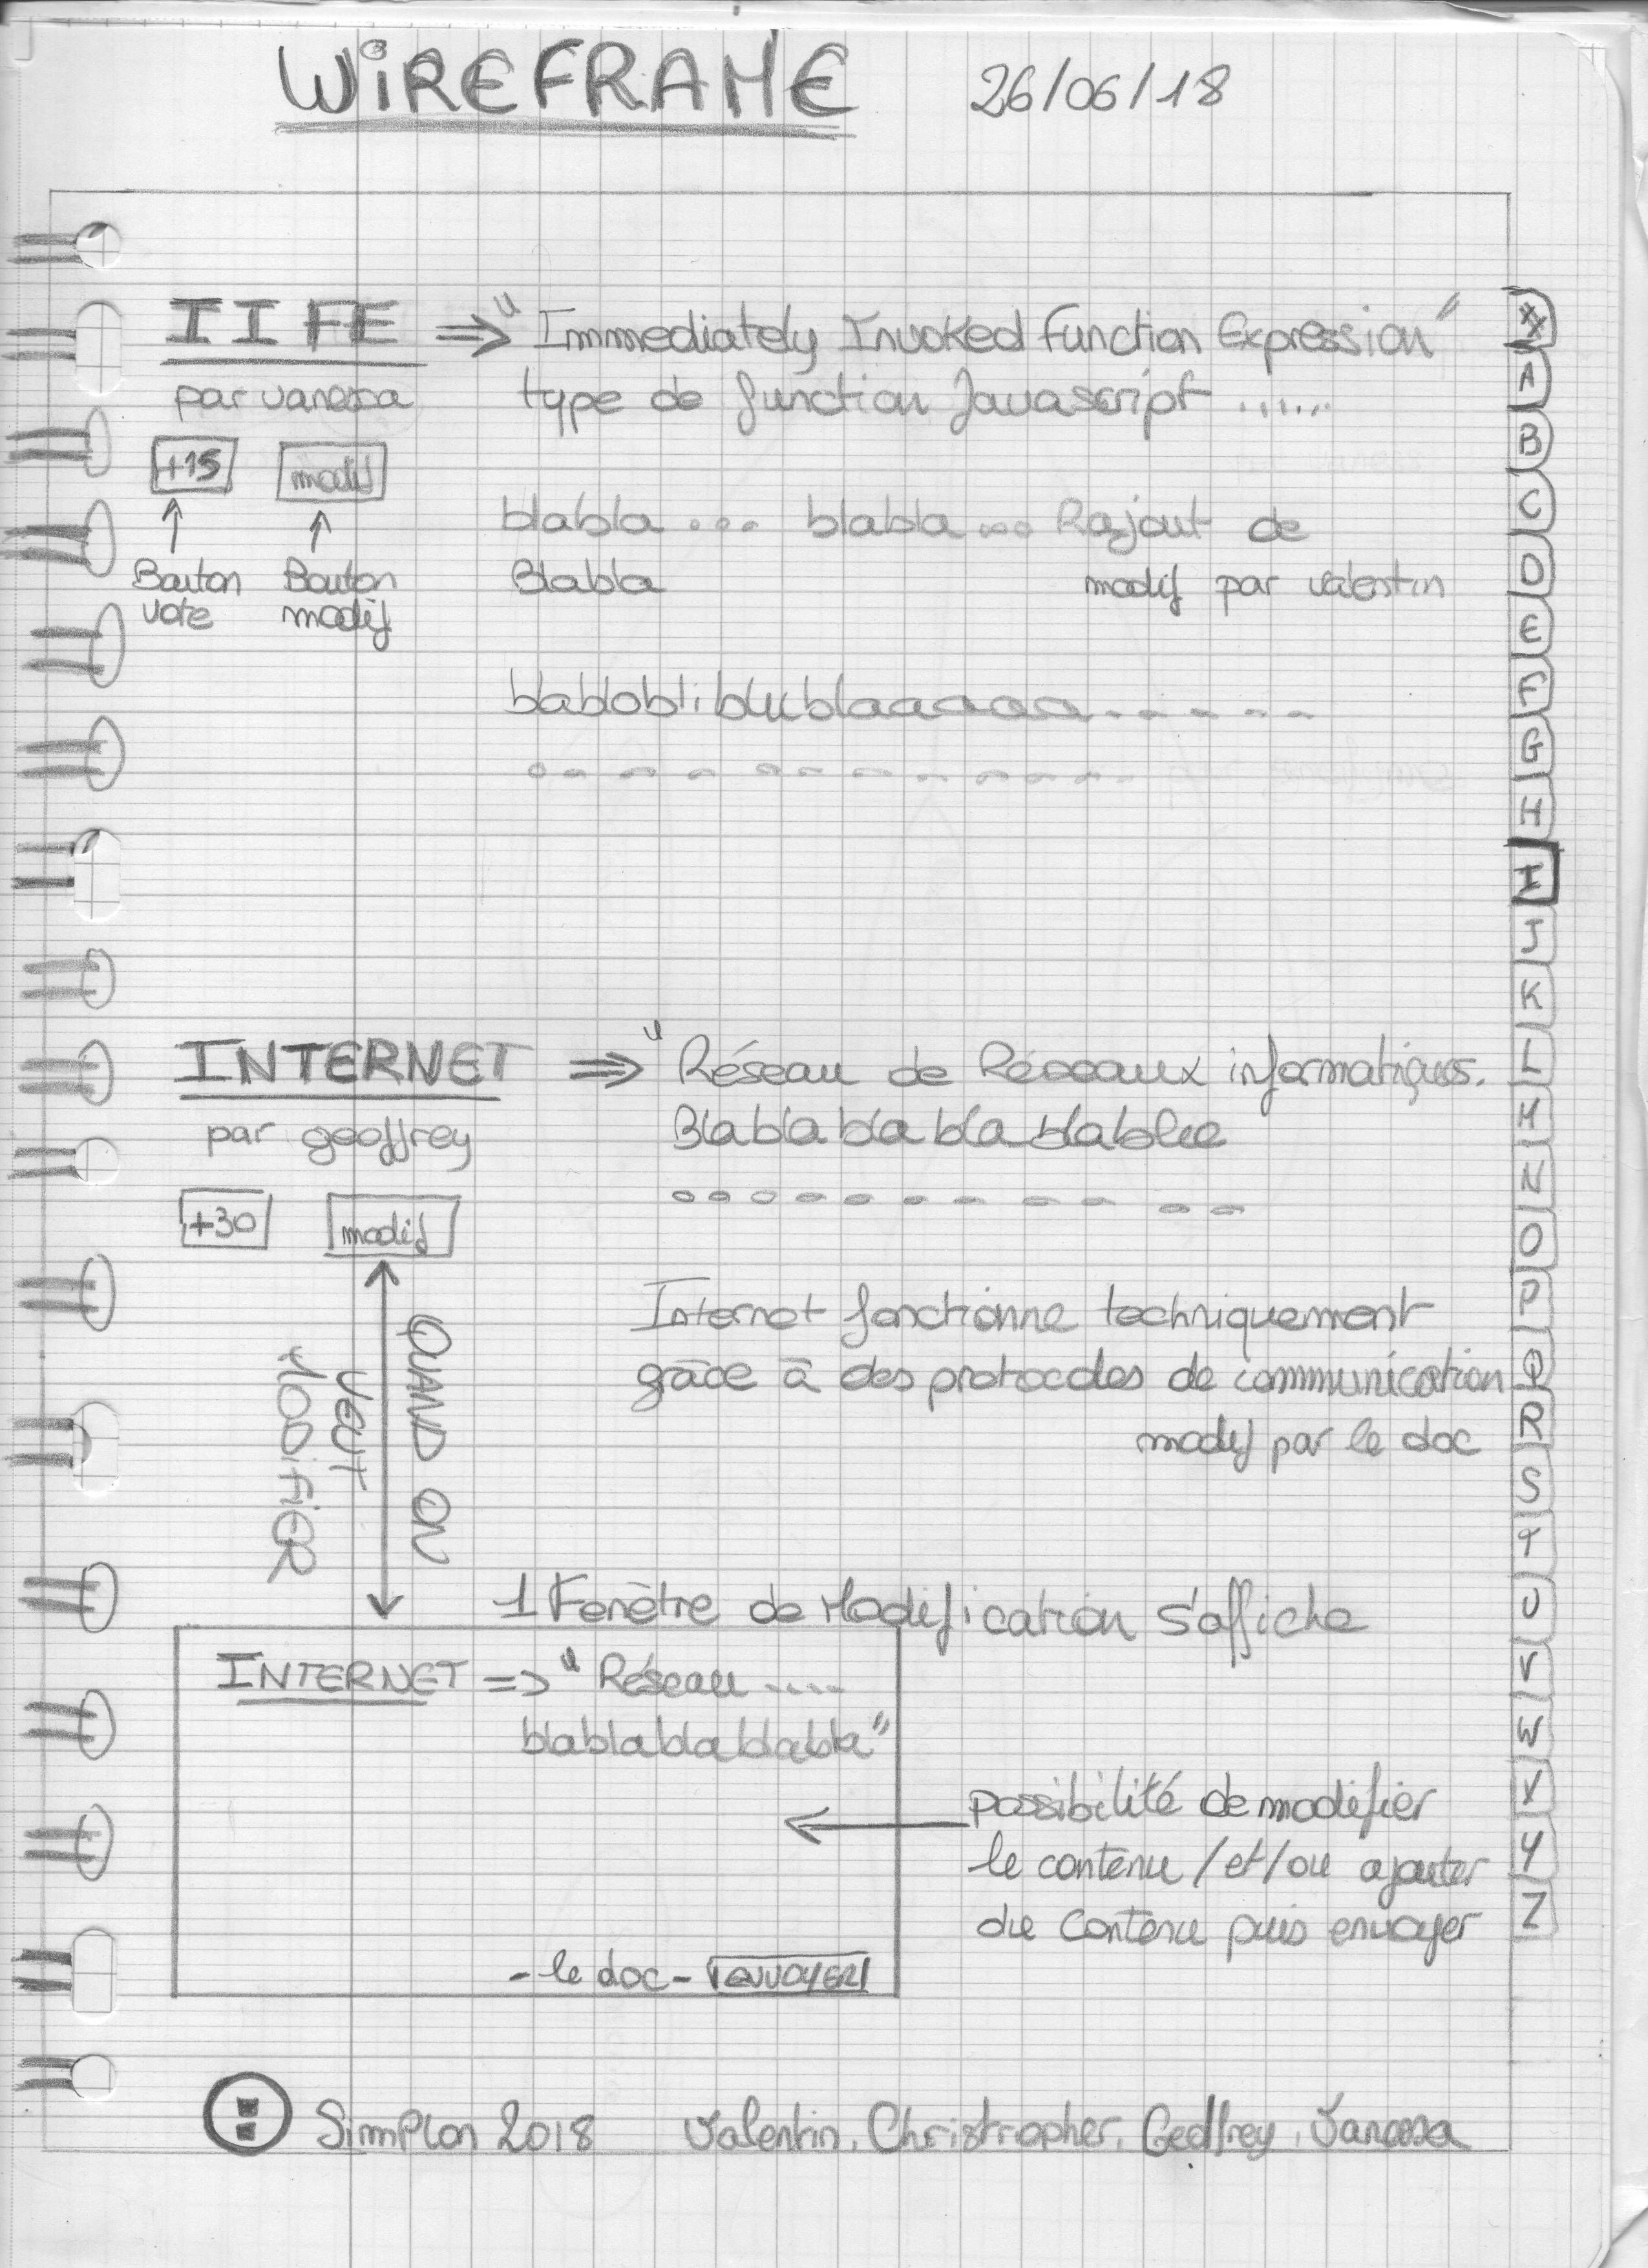 WIREFRAME 26/06/18
IIFE => "Immediately Invoked Function Expression"
par vanessa
type de function Javascript ......
+15 modif
Bouton vote
Bouton modif
blabla... blabla... Rajout de
Blabla modif par valentin
blablobliblublaaaaaa......
INTERNET => "Réseau de Réseaux informatiques.
par geoffrey
Blablablablablabla
+30 modif
Internet fonctionne techniquement
grâce à des protocoles de communication
modif par le doc
QUAND ON
VEUT
MODIFIER
1 Fenêtre de Modification s'affiche
INTERNET => "Réseau ....
blablablablabla"
possibilité de modifier
le contenu /et/ou ajouter
du contenu puis envoyer
- le doc - ENVOYER
Simplon 2018 Valentin, Christropher, Geoffrey, Vanessa
#
A
B
C
D
E
F
G
H
I
J
K
L
M
N
O
P
Q
R
S
T
U
V
W
X
Y
Z